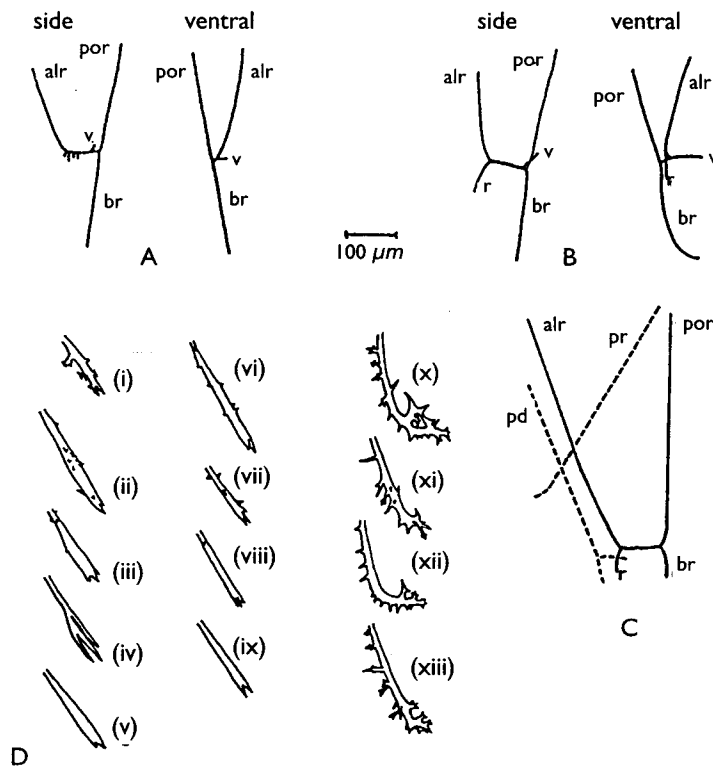 side ventral
por
alr
v
br
por alr
v
br
A
side ventral
por
alr
v
r
br
alr
por
v
r
br
B
100 μm
(i)
(ii)
(iii)
(iv)
(v)
(vi)
(vii)
(viii)
(ix)
(x)
(xi)
(xii)
(xiii)
D
alr pr por
pd
r
br
C